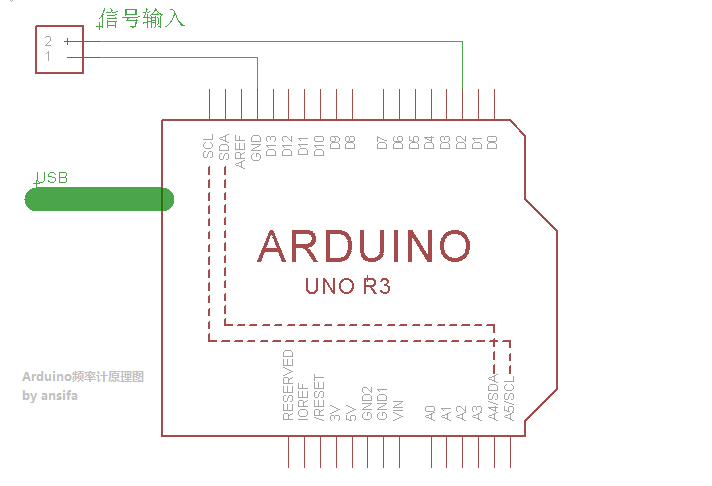 信号输入
2
1
SCL
SDA
AREF
GND
D13
D12
D11
D10
D9
D8
D7
D6
D5
D4
D3
D2
D1
D0
USB
ARDUINO
UNO R3
Arduino频率计原理图
by ansifa
RESERVED
IOREF
/RESET
3V
5V
GND2
GND1
VIN
A0
A1
A2
A3
A4/SDA
A5/SCL